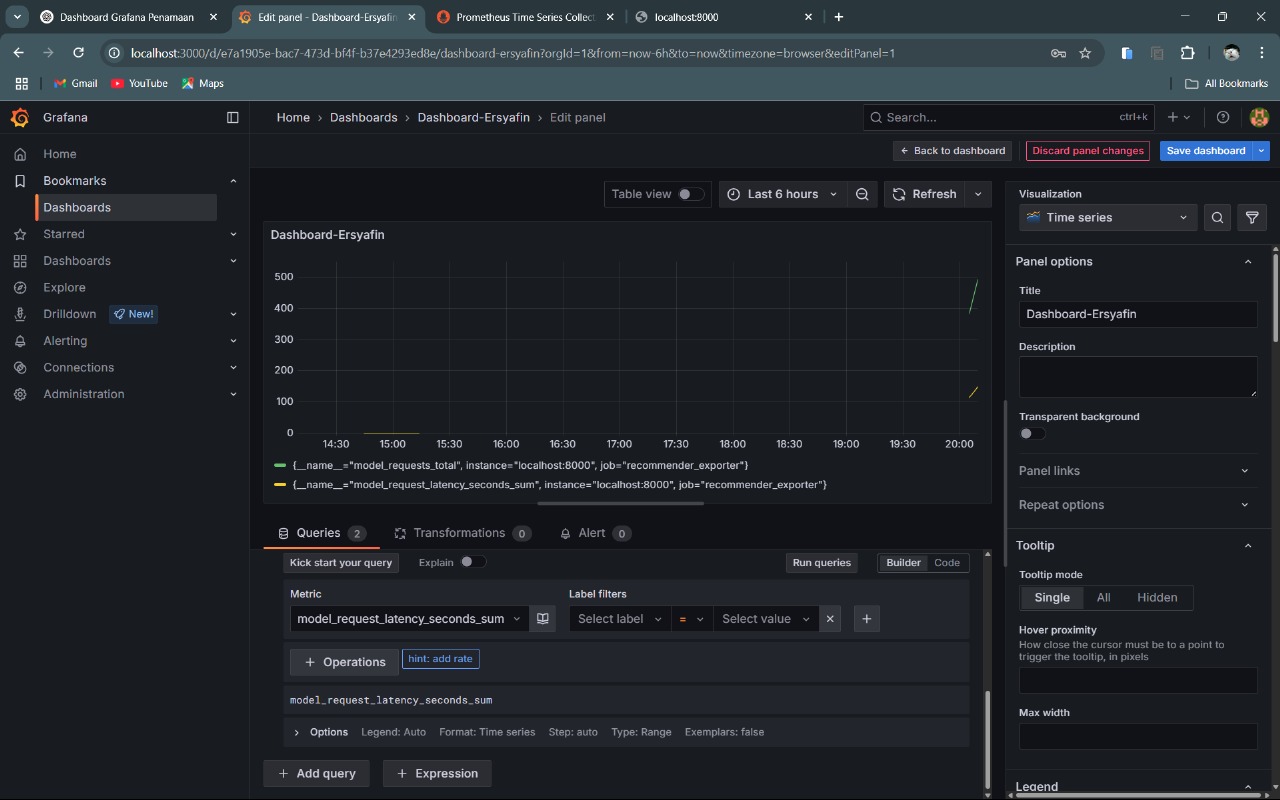 Dashboard Grafana Penamaan
Edit panel - Dashboard-Ersyafin
Prometheus Time Series Collect
localhost:8000
localhost:3000/d/e7a1905e-bac7-473d-bf4f-b37e4293ed8e/dashboard-ersyafin?orgId=1&from=now-6h&to=now&timezone=browser&editPanel=1
Gmail
YouTube
Maps
All Bookmarks
Grafana
Home › Dashboards › Dashboard-Ersyafin › Edit panel
Search...
ctrl+k
Back to dashboard
Discard panel changes
Save dashboard
Home
Bookmarks
Dashboards
Starred
Dashboards
Explore
Drilldown
New!
Alerting
Connections
Administration
Table view
Last 6 hours
Refresh
Dashboard-Ersyafin
500
400
300
200
100
0
14:30 15:00 15:30 16:00 16:30 17:00 17:30 18:00 18:30 19:00 19:30 20:00
{__name__="model_requests_total", instance="localhost:8000", job="recommender_exporter"}
{__name__="model_request_latency_seconds_sum", instance="localhost:8000", job="recommender_exporter"}
Queries 2
Transformations 0
Alert 0
Kick start your query
Explain
Run queries
Builder
Code
Metric
Label filters
model_request_latency_seconds_sum
Select label
=
Select value
+ Operations
hint: add rate
model_request_latency_seconds_sum
Options Legend: Auto Format: Time series Step: auto Type: Range Exemplars: false
+ Add query
+ Expression
Visualization
Time series
Panel options
Title
Dashboard-Ersyafin
Description
Transparent background
Panel links
Repeat options
Tooltip
Tooltip mode
Single
All
Hidden
Hover proximity
How close the cursor must be to a point to
trigger the tooltip, in pixels
Max width
Legend